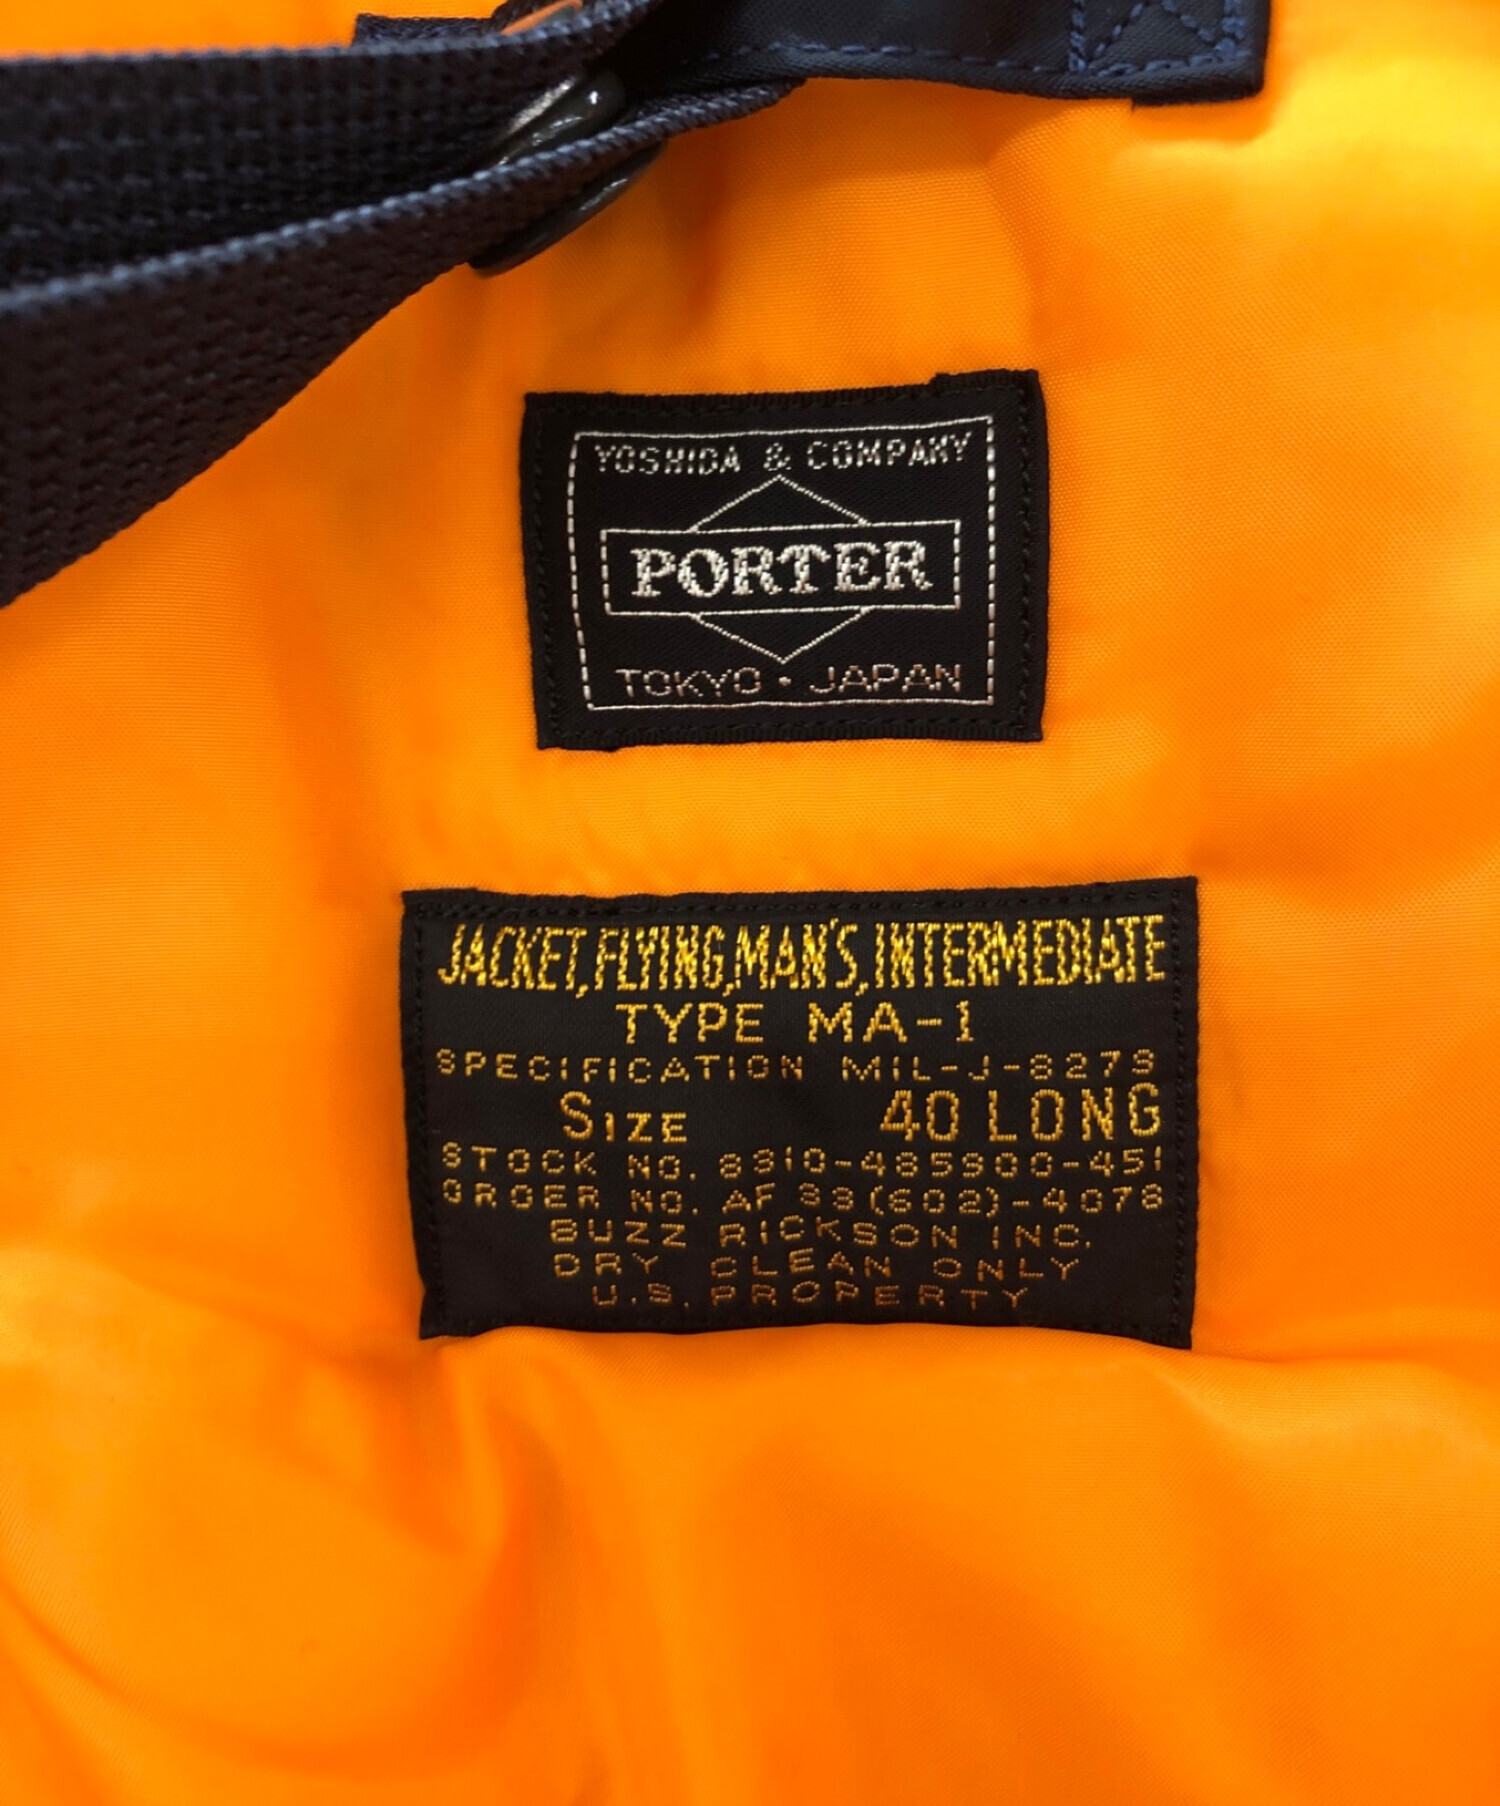 YOSHIDA & COMPANY
PORTER
TOKYO・JAPAN
JACKET,FLYING,MAN'S,INTERMEDIATE
TYPE MA-1
SPECIFICATION MIL-J-8279
SIZE 40 LONG
STOCK NO. 8310-485900-451
ORDER NO. AF 33(602)-4078
BUZZ RICKSON INC.
DRY CLEAN ONLY
U.S. PROPERTY